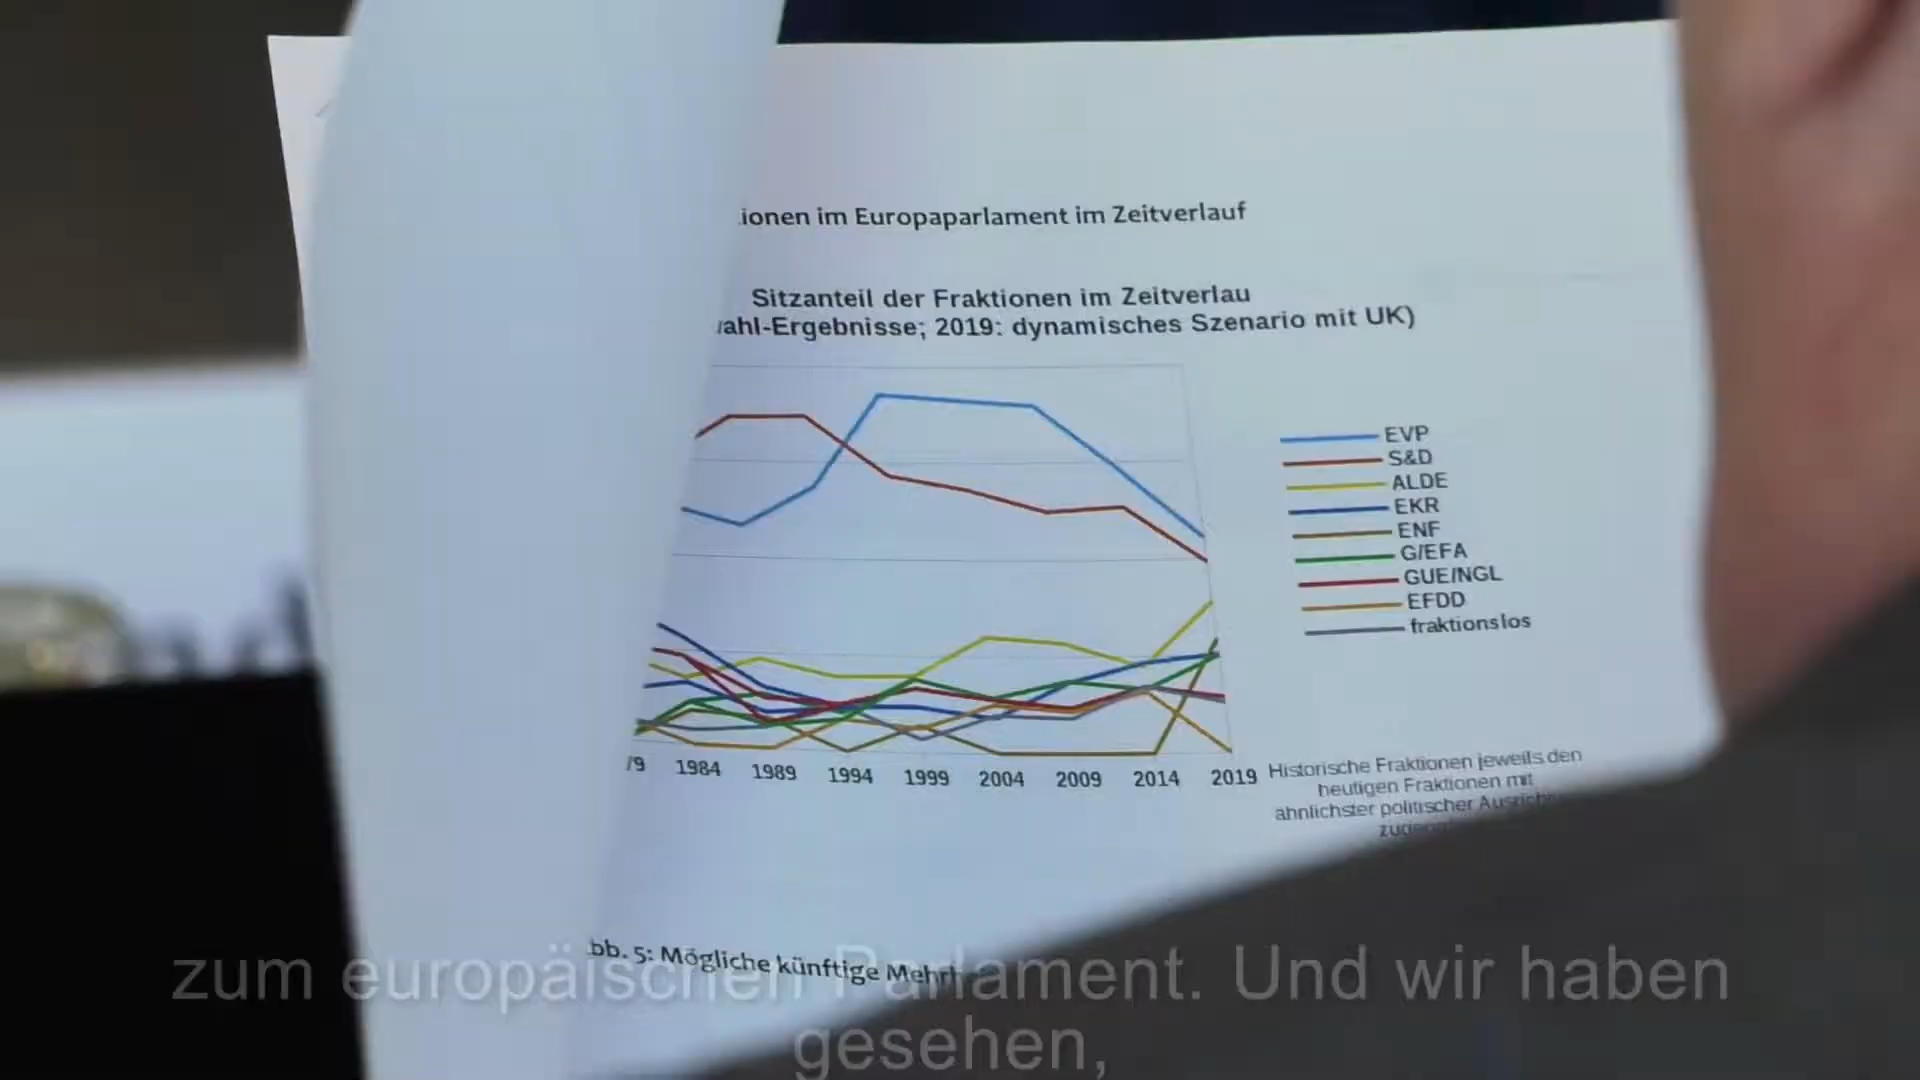 ionen im Europaparlament im Zeitverlauf
Sitzanteil der Fraktionen im Zeitverlau
ahl-Ergebnisse; 2019: dynamisches Szenario mit UK)
EVP
S&D
ALDE
EKR
ENF
G/EFA
GUE/NGL
EFDD
fraktionslos
/9 1984 1989 1994 1999 2004 2009 2014 2019
Historische Fraktionen jeweils den
heutigen Fraktionen mit
ähnlichster politischer
bb. 5: Mögliche künftige
zum europäischen Parlament. Und wir haben
gesehen,